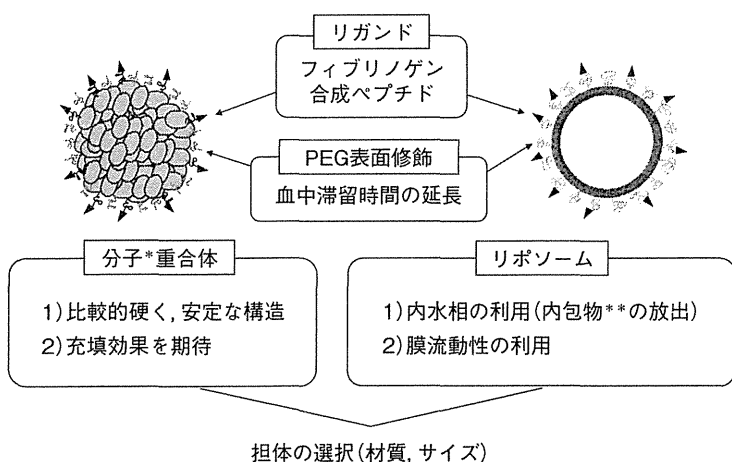 リガンド
フィブリノゲン
合成ペプチド
PEG表面修飾
血中滞留時間の延長
分子*重合体
1)比較的硬く,安定な構造
2)充填効果を期待
リポソーム
1)内水相の利用(内包物**の放出)
2)膜流動性の利用
担体の選択(材質,サイズ)